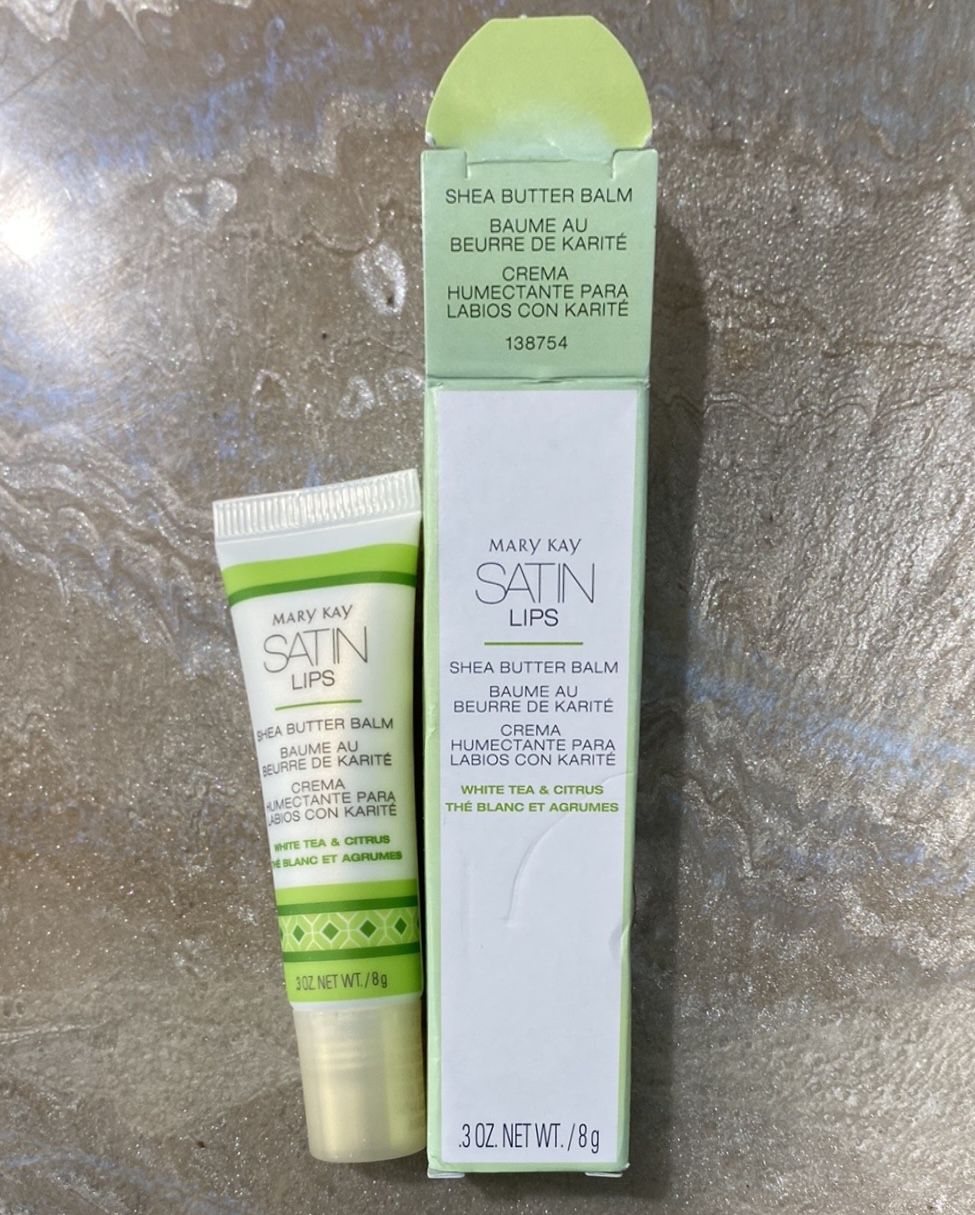 SHEA BUTTER BALM
BAUME AU
BEURRE DE KARITÉ
CREMA
HUMECTANTE PARA
LABIOS CON KARITÉ
138754
MARY KAY
SATIN
LIPS
SHEA BUTTER BALM
BAUME AU
BEURRE DE KARITÉ
CREMA
HUMECTANTE PARA
LABIOS CON KARITÉ
WHITE TEA & CITRUS
THÉ BLANC ET AGRUMES
.3 OZ. NET WT. / 8 g
MARY KAY
SATIN
LIPS
SHEA BUTTER BALM
BAUME AU
BEURRE DE KARITÉ
CREMA
HUMECTANTE PARA
LABIOS CON KARITÉ
WHITE TEA & CITRUS
THÉ BLANC ET AGRUMES
.3 OZ. NET WT. / 8 g